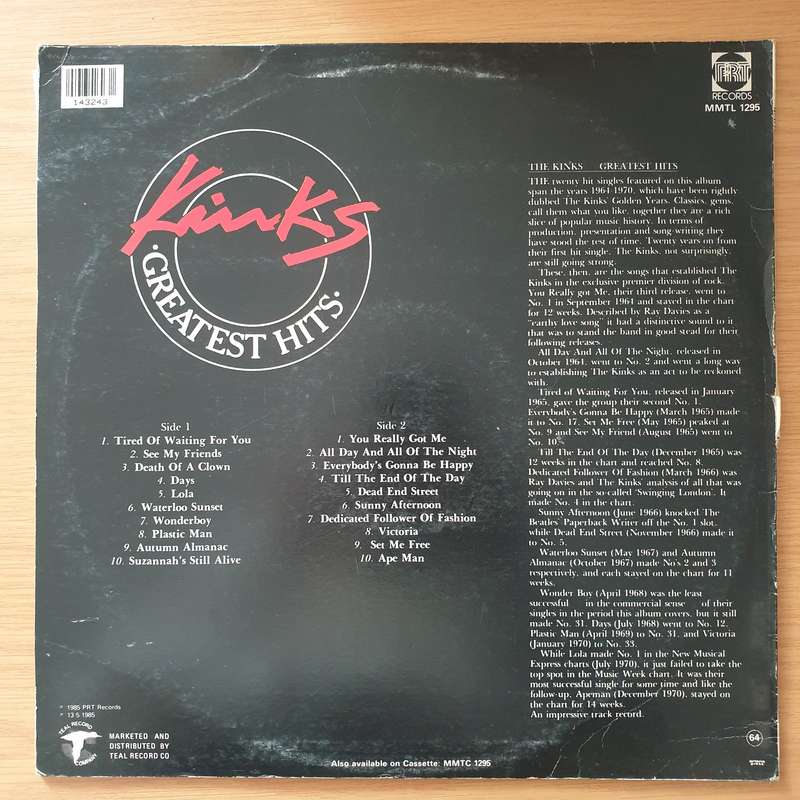 143243
PRT
RECORDS
MMTL 1295
Kinks
· GREATEST HITS ·
Side 1
1. Tired Of Waiting For You
2. See My Friends
3. Death Of A Clown
4. Days
5. Lola
6. Waterloo Sunset
7. Wonderboy
8. Plastic Man
9. Autumn Almanac
10. Suzannah's Still Alive
Side 2
1. You Really Got Me
2. All Day And All Of The Night
3. Everybody's Gonna Be Happy
4. Till The End Of The Day
5. Dead End Street
6. Sunny Afternoon
7. Dedicated Follower Of Fashion
8. Victoria
9. Set Me Free
10. Ape Man
THE KINKS GREATEST HITS
THE twenty hit singles featured on this album
span the years 1964-1970, which have been rightly
dubbed The Kinks' Golden Years. Classics, gems,
call them what you like, together they are a rich
slice of popular music history. In terms of
production, presentation and song-writing they
have stood the test of time. Twenty years on from
their first hit single, The Kinks, not surprisingly,
are still going strong.
These, then, are the songs that established The
Kinks in the exclusive premier division of rock.
You Really got Me, their third release, went to
No. 1 in September 1964 and stayed in the chart
for 12 weeks. Described by Ray Davies as a
"earthy love song" it had a distinctive sound to it
that was to stand the band in good stead for their
following releases.
All Day And All Of The Night, released in
October 1964, went to No. 2 and went a long way
to establishing The Kinks as an act to be reckoned
with.
Tired of Waiting For You, released in January
1965, gave the group their second No. 1.
Everybody's Gonna Be Happy (March 1965) made
it to No. 17, Set Me Free (May 1965) peaked at
No. 9 and See My Friend (August 1965) went to
No. 10.
Till The End Of The Day (December 1965) was
12 weeks in the chart and reached No. 8.
Dedicated Follower Of Fashion (March 1966) was
Ray Davies and The Kinks' analysis of all that was
going on in the so-called 'Swinging London'. It
made No. 4 in the chart.
Sunny Afternoon (June 1966) knocked The
Beatles' Paperback Writer off the No. 1 slot,
while Dead End Street (November 1966) made it
to No. 5.
Waterloo Sunset (May 1967) and Autumn
Almanac (October 1967) made No's 2 and 3
respectively, and each stayed on the chart for 11
weeks.
Wonder Boy (April 1968) was the least
successful in the commercial sense of their
singles in the period this album covers, but it still
made No. 31. Days (July 1968) went to No. 12,
Plastic Man (April 1969) to No. 31, and Victoria
(January 1970) to No. 33.
While Lola made No. 1 in the New Musical
Express charts (July 1970), it just failed to take the
top spot in the Music Week chart. It was their
most successful single for some time and like the
follow-up, Apeman (December 1970), stayed on
the chart for 14 weeks.
An impressive track record.
℗ 1985 PRT Records
℗ 13 5 1985
TEAL RECORD
COMPANY
MARKETED AND
DISTRIBUTED BY
TEAL RECORD CO
Also available on Cassette: MMTC 1295
64